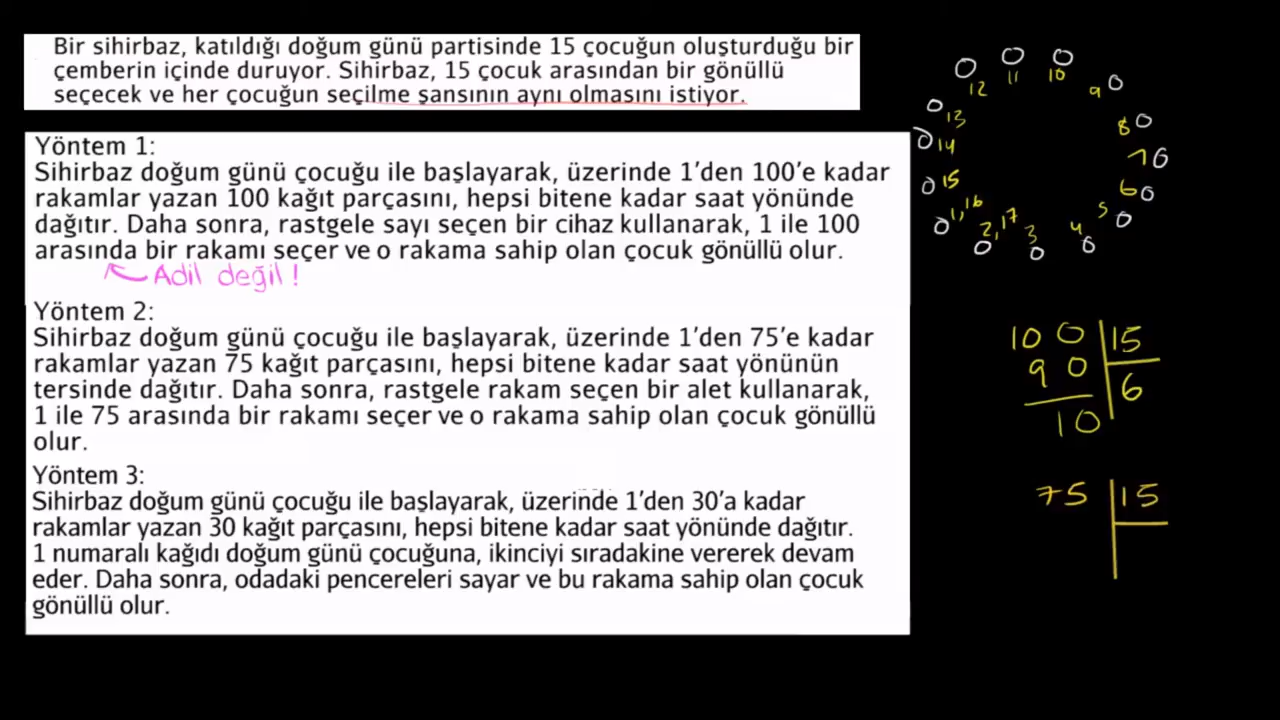 Bir sihirbaz, katıldığı doğum günü partisinde 15 çocuğun oluşturduğu bir
çemberin içinde duruyor. Sihirbaz, 15 çocuk arasından bir gönüllü
seçecek ve her çocuğun seçilme şansının aynı olmasını istiyor.
Yöntem 1:
Sihirbaz doğum günü çocuğu ile başlayarak, üzerinde 1'den 100'e kadar
rakamlar yazan 100 kağıt parçasını, hepsi bitene kadar saat yönünde
dağıtır. Daha sonra, rastgele sayı seçen bir cihaz kullanarak, 1 ile 100
arasında bir rakamı seçer ve o rakama sahip olan çocuk gönüllü olur.
Adil değil !
Yöntem 2:
Sihirbaz doğum günü çocuğu ile başlayarak, üzerinde 1'den 75'e kadar
rakamlar yazan 75 kağıt parçasını, hepsi bitene kadar saat yönünün
tersinde dağıtır. Daha sonra, rastgele rakam seçen bir alet kullanarak,
1 ile 75 arasında bir rakamı seçer ve o rakama sahip olan çocuk gönüllü
olur.
Yöntem 3:
Sihirbaz doğum günü çocuğu ile başlayarak, üzerinde 1'den 30'a kadar
rakamlar yazan 30 kağıt parçasını, hepsi bitene kadar saat yönünde dağıtır.
1 numaralı kağıdı doğum günü çocuğuna, ikinciyi sıradakine vererek devam
eder. Daha sonra, odadaki pencereleri sayar ve bu rakama sahip olan çocuk
gönüllü olur.
12 11 10
9
13
8
14
7
15
6
1,16
5
2,17 3 4
100 15
90 6
10
75 15